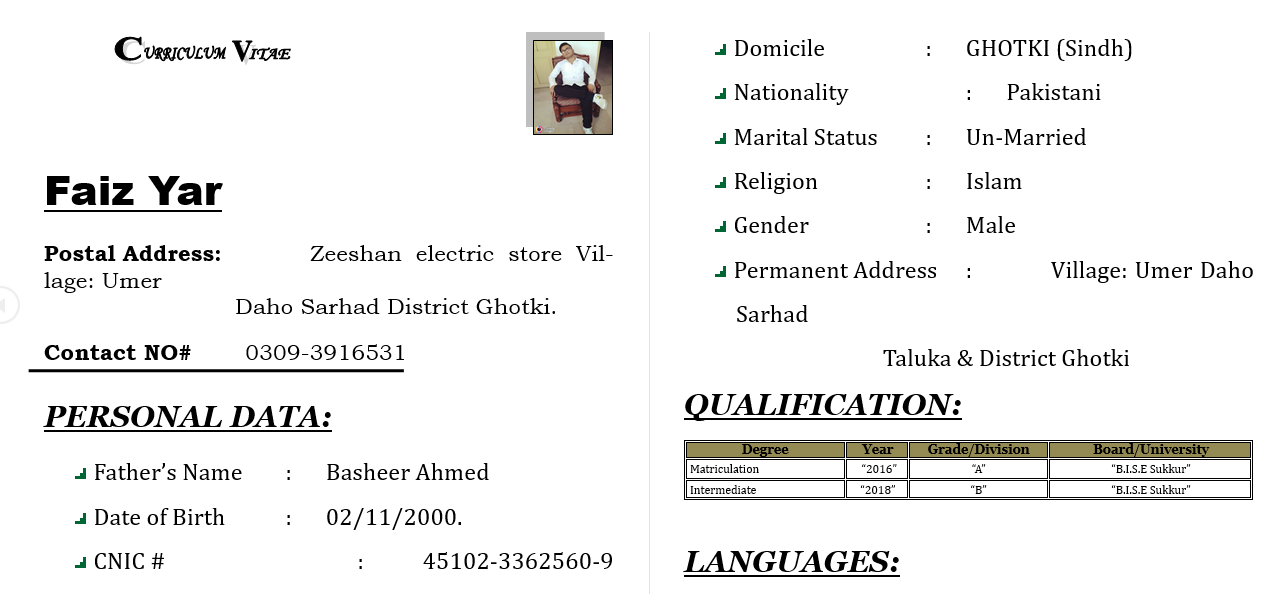 CURRICULUM VITAE
Faiz Yar
Postal Address: Zeeshan electric store Vil-
lage: Umer
Daho Sarhad District Ghotki.
Contact NO# 0309-3916531
PERSONAL DATA:
Father’s Name : Basheer Ahmed
Date of Birth : 02/11/2000.
CNIC # : 45102-3362560-9
Domicile : GHOTKI (Sindh)
Nationality : Pakistani
Marital Status : Un-Married
Religion : Islam
Gender : Male
Permanent Address : Village: Umer Daho
Sarhad
Taluka & District Ghotki
QUALIFICATION:
Degree Year Grade/Division Board/University
Matriculation “2016” “A” “B.I.S.E Sukkur”
Intermediate “2018” “B” “B.I.S.E Sukkur”
LANGUAGES: